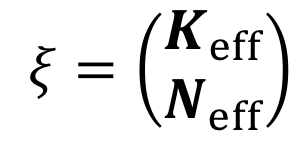 ξ = (K_eff
N_eff)